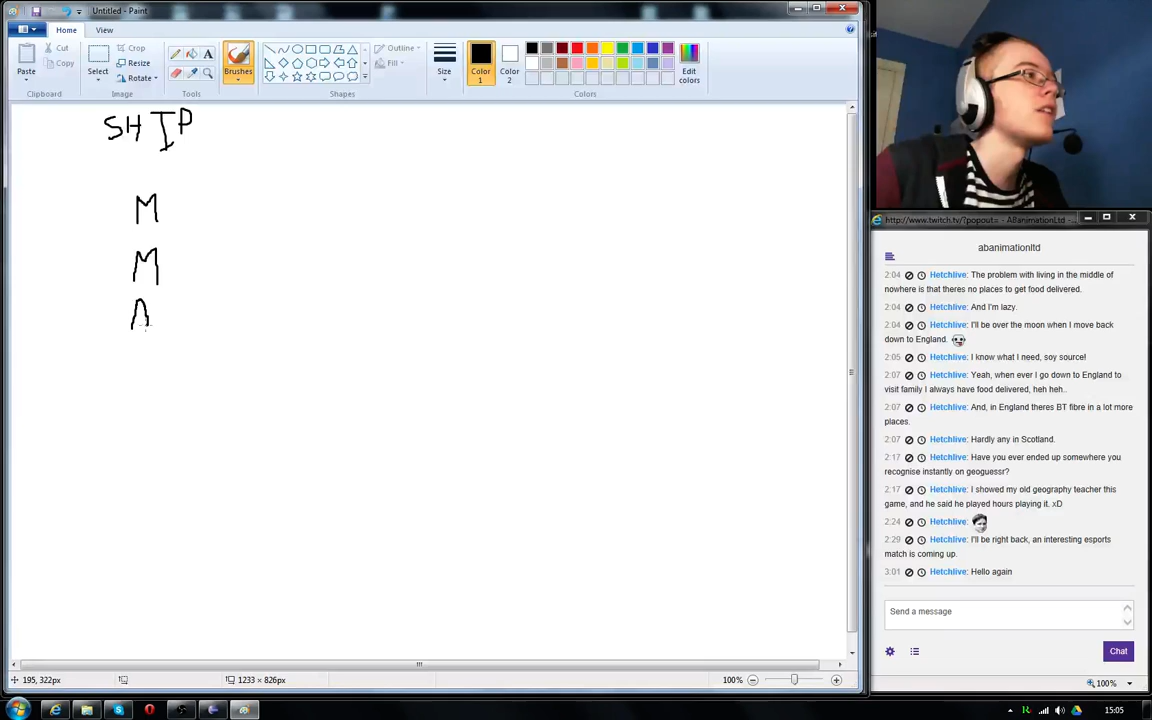 Untitled - Paint
Home View
Paste
Cut
Copy
Clipboard
Select
Crop
Resize
Rotate
Image
Tools
Brushes
Shapes
Outline
Fill
Size
Color 1
Color 2
Colors
Edit colors
SHIP
M
M
A
195, 322px
1233 × 826px
100%
http://www.twitch.tv/?popout= - ABanimationLtd - ...
abanimationltd
2:04 Hetchlive: The problem with living in the middle of
nowhere is that theres no places to get food delivered.
2:04 Hetchlive: And I'm lazy.
2:04 Hetchlive: I'll be over the moon when I move back
down to England.
2:05 Hetchlive: I know what I need, soy source!
2:07 Hetchlive: Yeah, when ever I go down to England to
visit family I always have food delivered, heh heh..
2:07 Hetchlive: And, in England theres BT fibre in a lot more
places.
2:07 Hetchlive: Hardly any in Scotland.
2:17 Hetchlive: Have you ever ended up somewhere you
recognise instantly on geoguessr?
2:17 Hetchlive: I showed my old geography teacher this
game, and he said he played hours playing it. xD
2:24 Hetchlive:
2:29 Hetchlive: I'll be right back, an interesting esports
match is coming up.
3:01 Hetchlive: Hello again
Send a message
Chat
100%
15:05